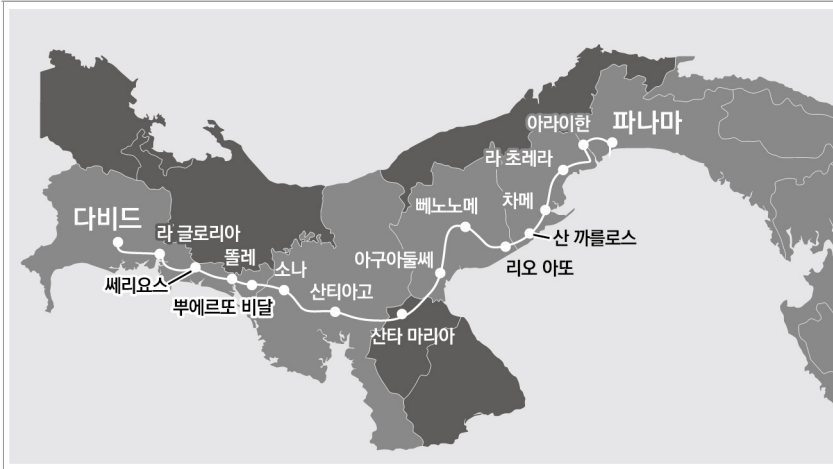 아라이한
파나마
라 초레라
뻬노노메
차메
다비드
라 글로리아
산 까를로스
똘레
소나
아구아둘쎄
리오 아또
쎄리요스
뿌에르또 비달
산티아고
산타 마리아